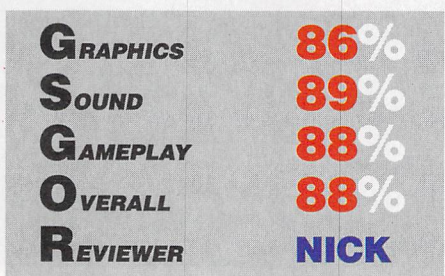 GRAPHICS 86%
SOUND 89%
GAMEPLAY 88%
OVERALL 88%
REVIEWER NICK